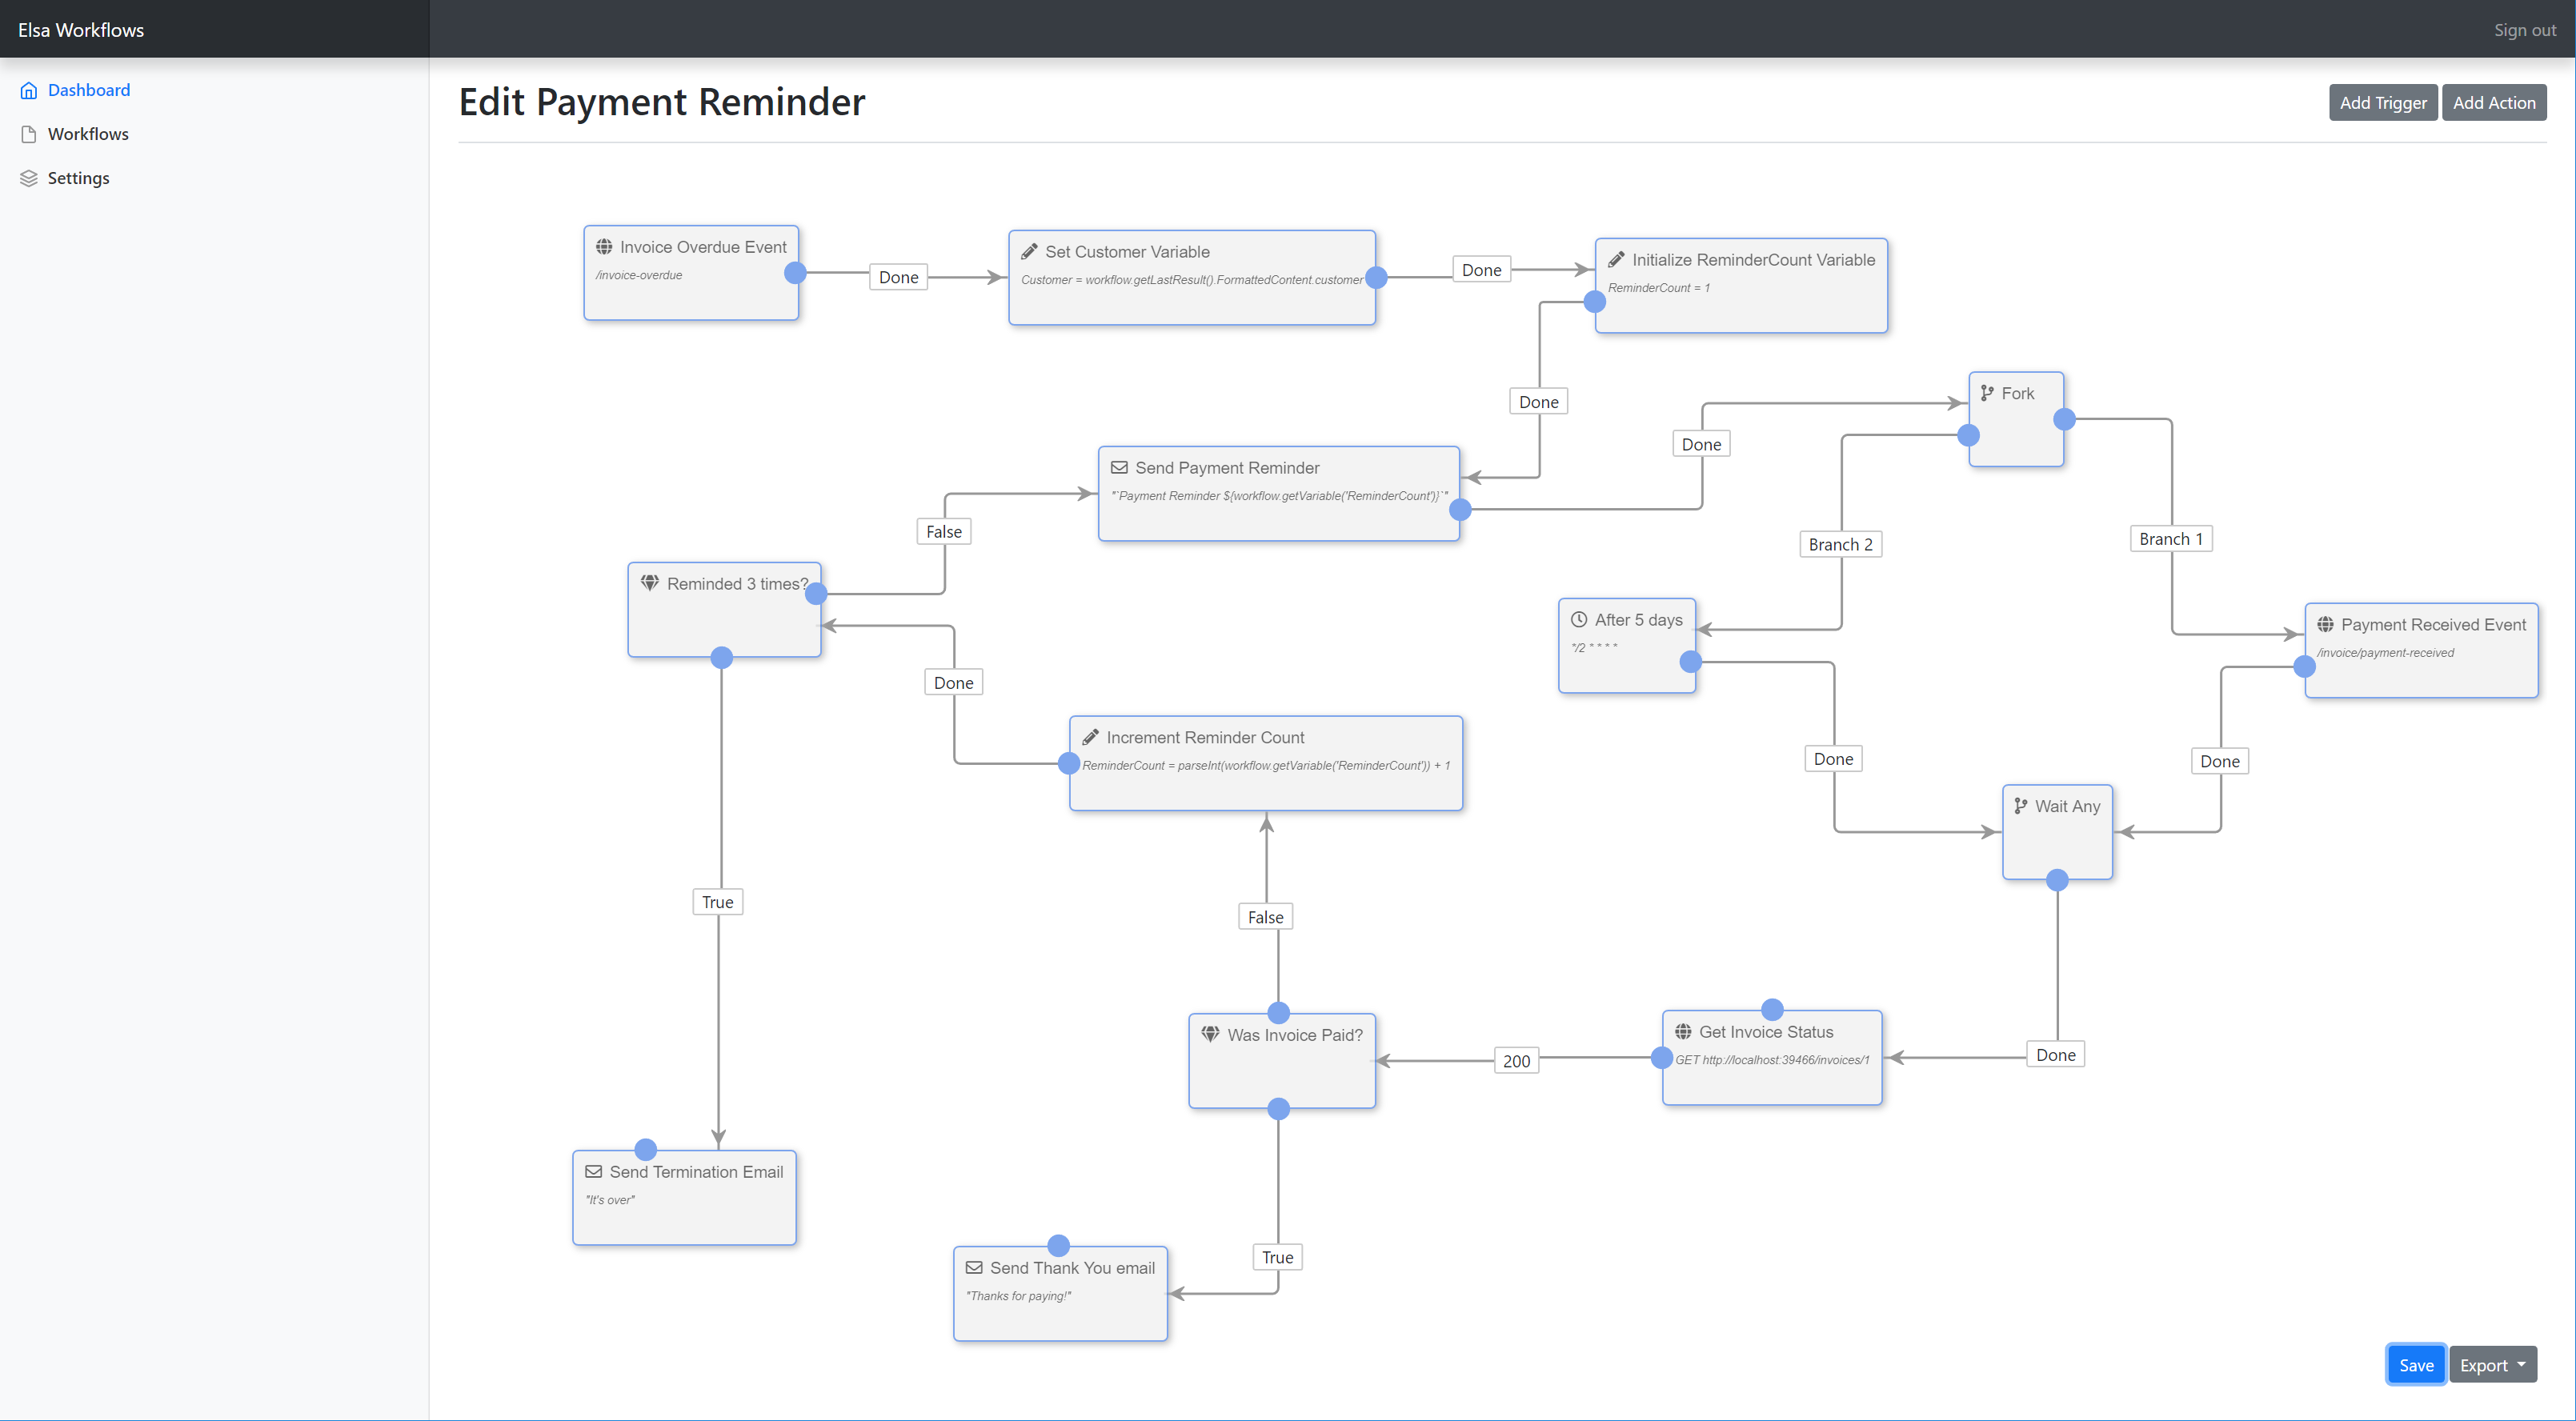 Elsa Workflows
Sign out
Dashboard
Workflows
Settings
Edit Payment Reminder
Add Trigger
Add Action
Invoice Overdue Event
/invoice-overdue
Done
Set Customer Variable
Customer = workflow.getLastResult().FormattedContent.customer
Done
Initialize ReminderCount Variable
ReminderCount = 1
Done
Fork
Done
Send Payment Reminder
"`Payment Reminder ${workflow.getVariable('ReminderCount')}`"
False
Branch 2
Branch 1
Reminded 3 times?
After 5 days
*/2 * * * *
Payment Received Event
/invoice/payment-received
Done
Increment Reminder Count
ReminderCount = parseInt(workflow.getVariable('ReminderCount')) + 1
Done
Done
Wait Any
True
False
Was Invoice Paid?
200
Get Invoice Status
GET http://localhost:39466/invoices/1
Done
Send Termination Email
"It's over"
True
Send Thank You email
"Thanks for paying!"
Save
Export